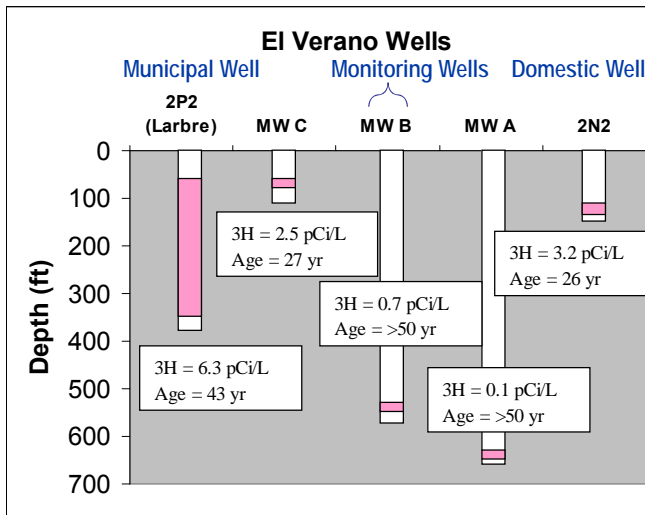 El Verano Wells
Municipal Well Monitoring Wells Domestic Well
2P2
(Larbre) MW C MW B MW A 2N2
0
100
200
300
400
500
600
700
Depth (ft)
3H = 2.5 pCi/L
Age = 27 yr
3H = 3.2 pCi/L
Age = 26 yr
3H = 0.7 pCi/L
Age = >50 yr
3H = 6.3 pCi/L
Age = 43 yr
3H = 0.1 pCi/L
Age = >50 yr